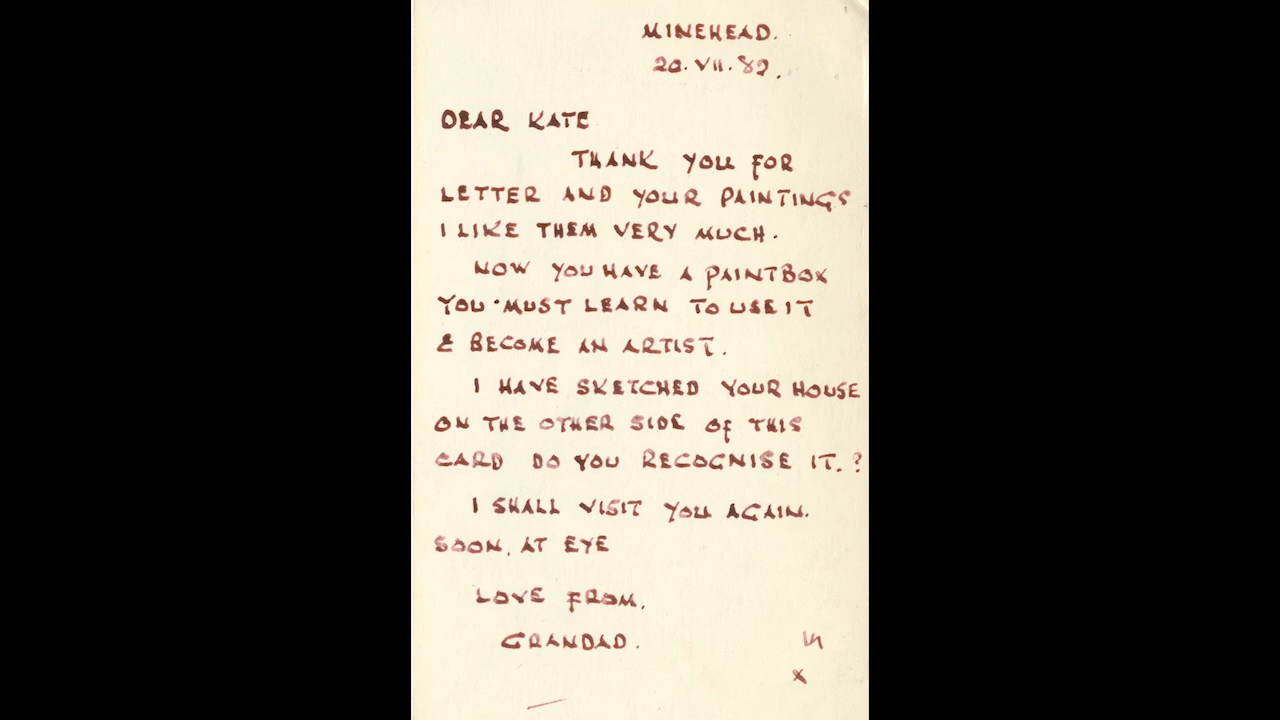 MINEHEAD.
20. VII. 82.
DEAR KATE
THANK YOU FOR
LETTER AND YOUR PAINTINGS
I LIKE THEM VERY MUCH.
NOW YOU HAVE A PAINTBOX
YOU MUST LEARN TO USE IT
& BECOME AN ARTIST.
I HAVE SKETCHED YOUR HOUSE
ON THE OTHER SIDE OF THIS
CARD DO YOU RECOGNISE IT.?
I SHALL VISIT YOU AGAIN.
SOON, AT EYE
LOVE FROM,
GRANDAD.
x